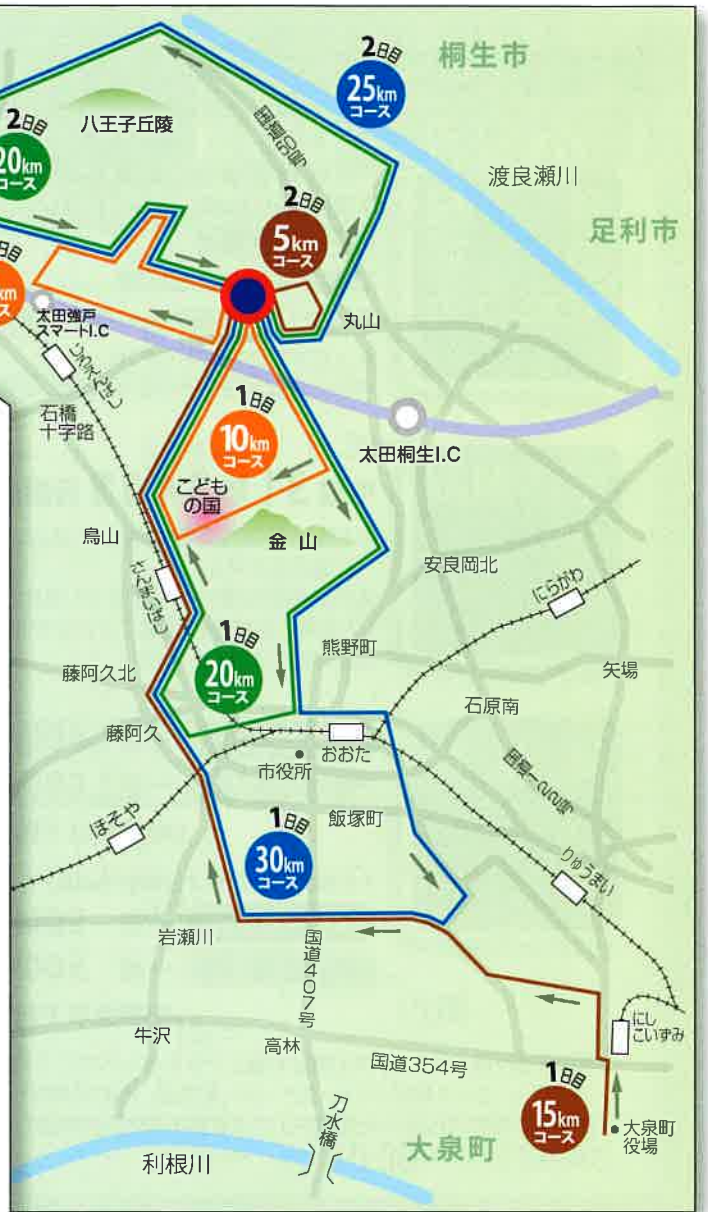 2日目
25km
コース
桐生市
八王子丘陵
国道50号
2日目
20km
コース
渡良瀬川
足利市
2日目
5km
コース
日目
km
コース
太田強戸
スマートI.C
丸山
じろえんばし
石橋
十字路
1日目
10km
コース
太田桐生I.C
こども
の国
金山
鳥山
さんまいばし
安良岡北
にらがわ
1日目
20km
コース
熊野町
藤阿久北
矢場
石原南
藤阿久
おおた
市役所
国道122号
ほそや
飯塚町
1日目
30km
コース
りゅうまい
岩瀬川
国道407号
牛沢
高林
国道354号
にし
こいずみ
1日目
15km
コース
大泉町
役場
刀水橋
大泉町
利根川